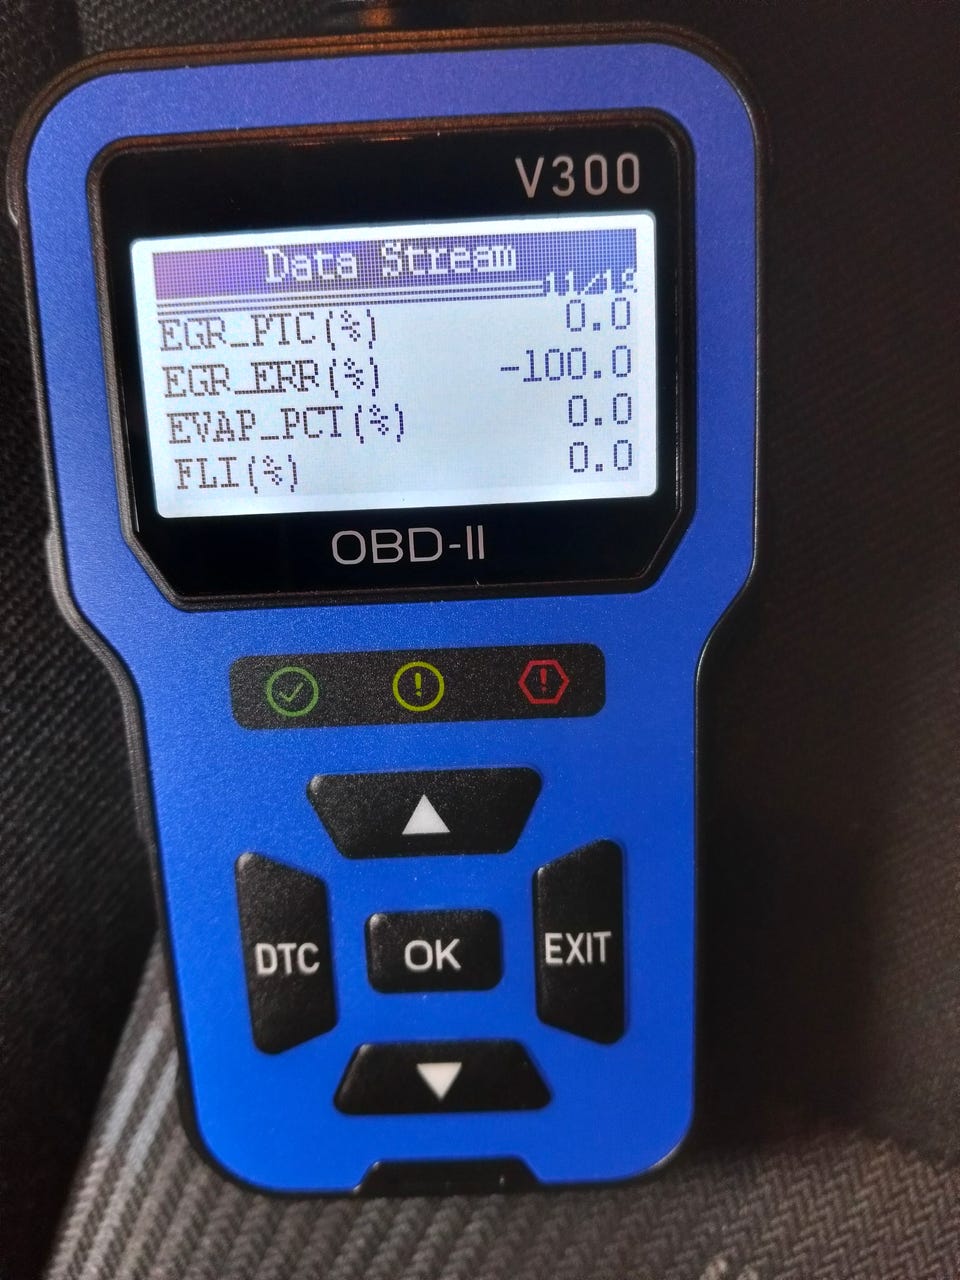 V300
Data Stream
EGR_PTC(%) 0.0
EGR_ERR(%) -100.0
EVAP_PCT(%) 0.0
FLI(%) 0.0
OBD-II
DTC
OK
EXIT